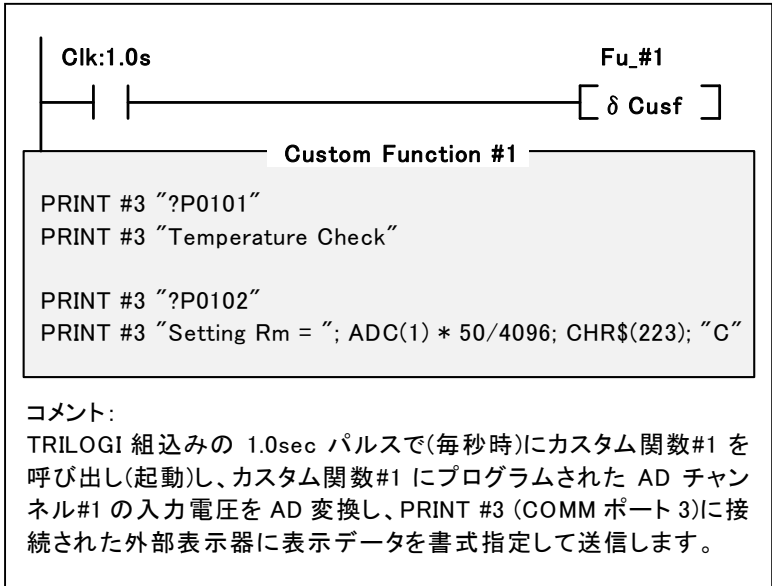 Clk:1.0s Fu_#1
δ Cusf
Custom Function #1
PRINT #3 ″?P0101″
PRINT #3 ″Temperature Check″
PRINT #3 ″?P0102″
PRINT #3 ″Setting Rm = ″; ADC(1) * 50/4096; CHR$(223); ″C″
コメント:
TRILOGI 組込みの 1.0sec パルスで(毎秒時)にカスタム関数#1 を
呼び出し(起動)し、カスタム関数#1 にプログラムされた AD チャン
ネル#1 の入力電圧を AD 変換し、PRINT #3 (COMM ポート 3)に接
続された外部表示器に表示データを書式指定して送信します。